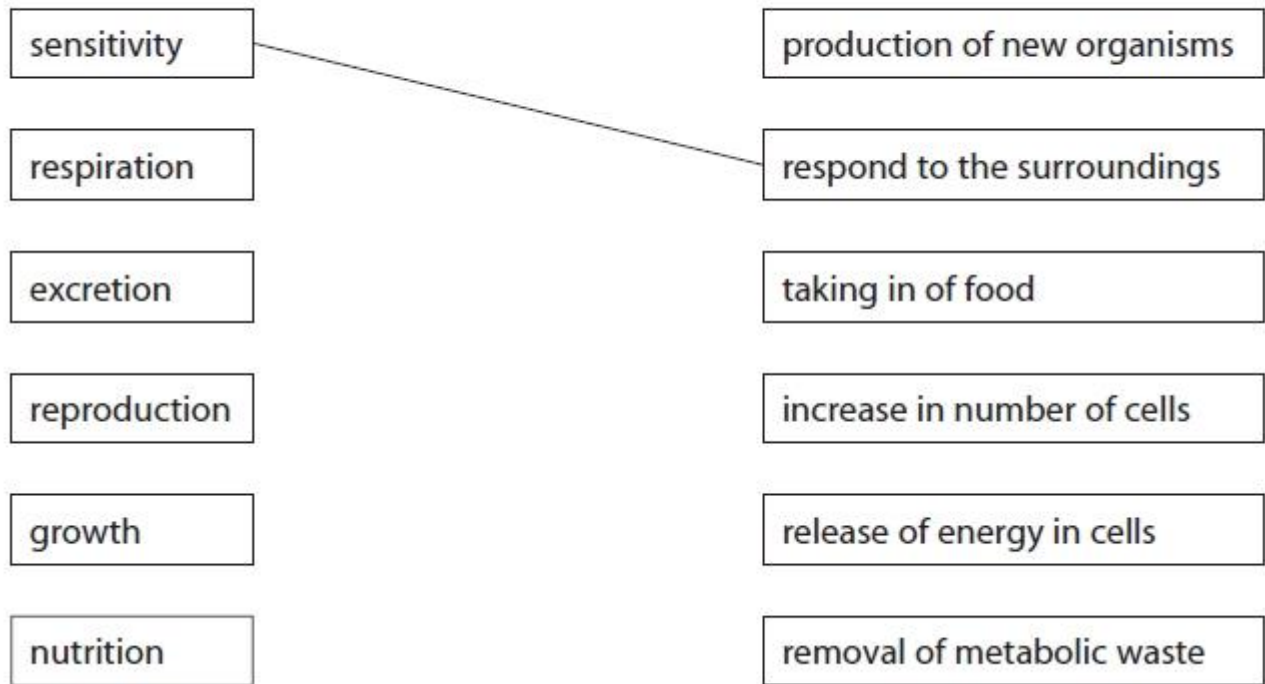 sensitivity
production of new organisms
respiration
respond to the surroundings
excretion
taking in of food
reproduction
increase in number of cells
growth
release of energy in cells
nutrition
removal of metabolic waste